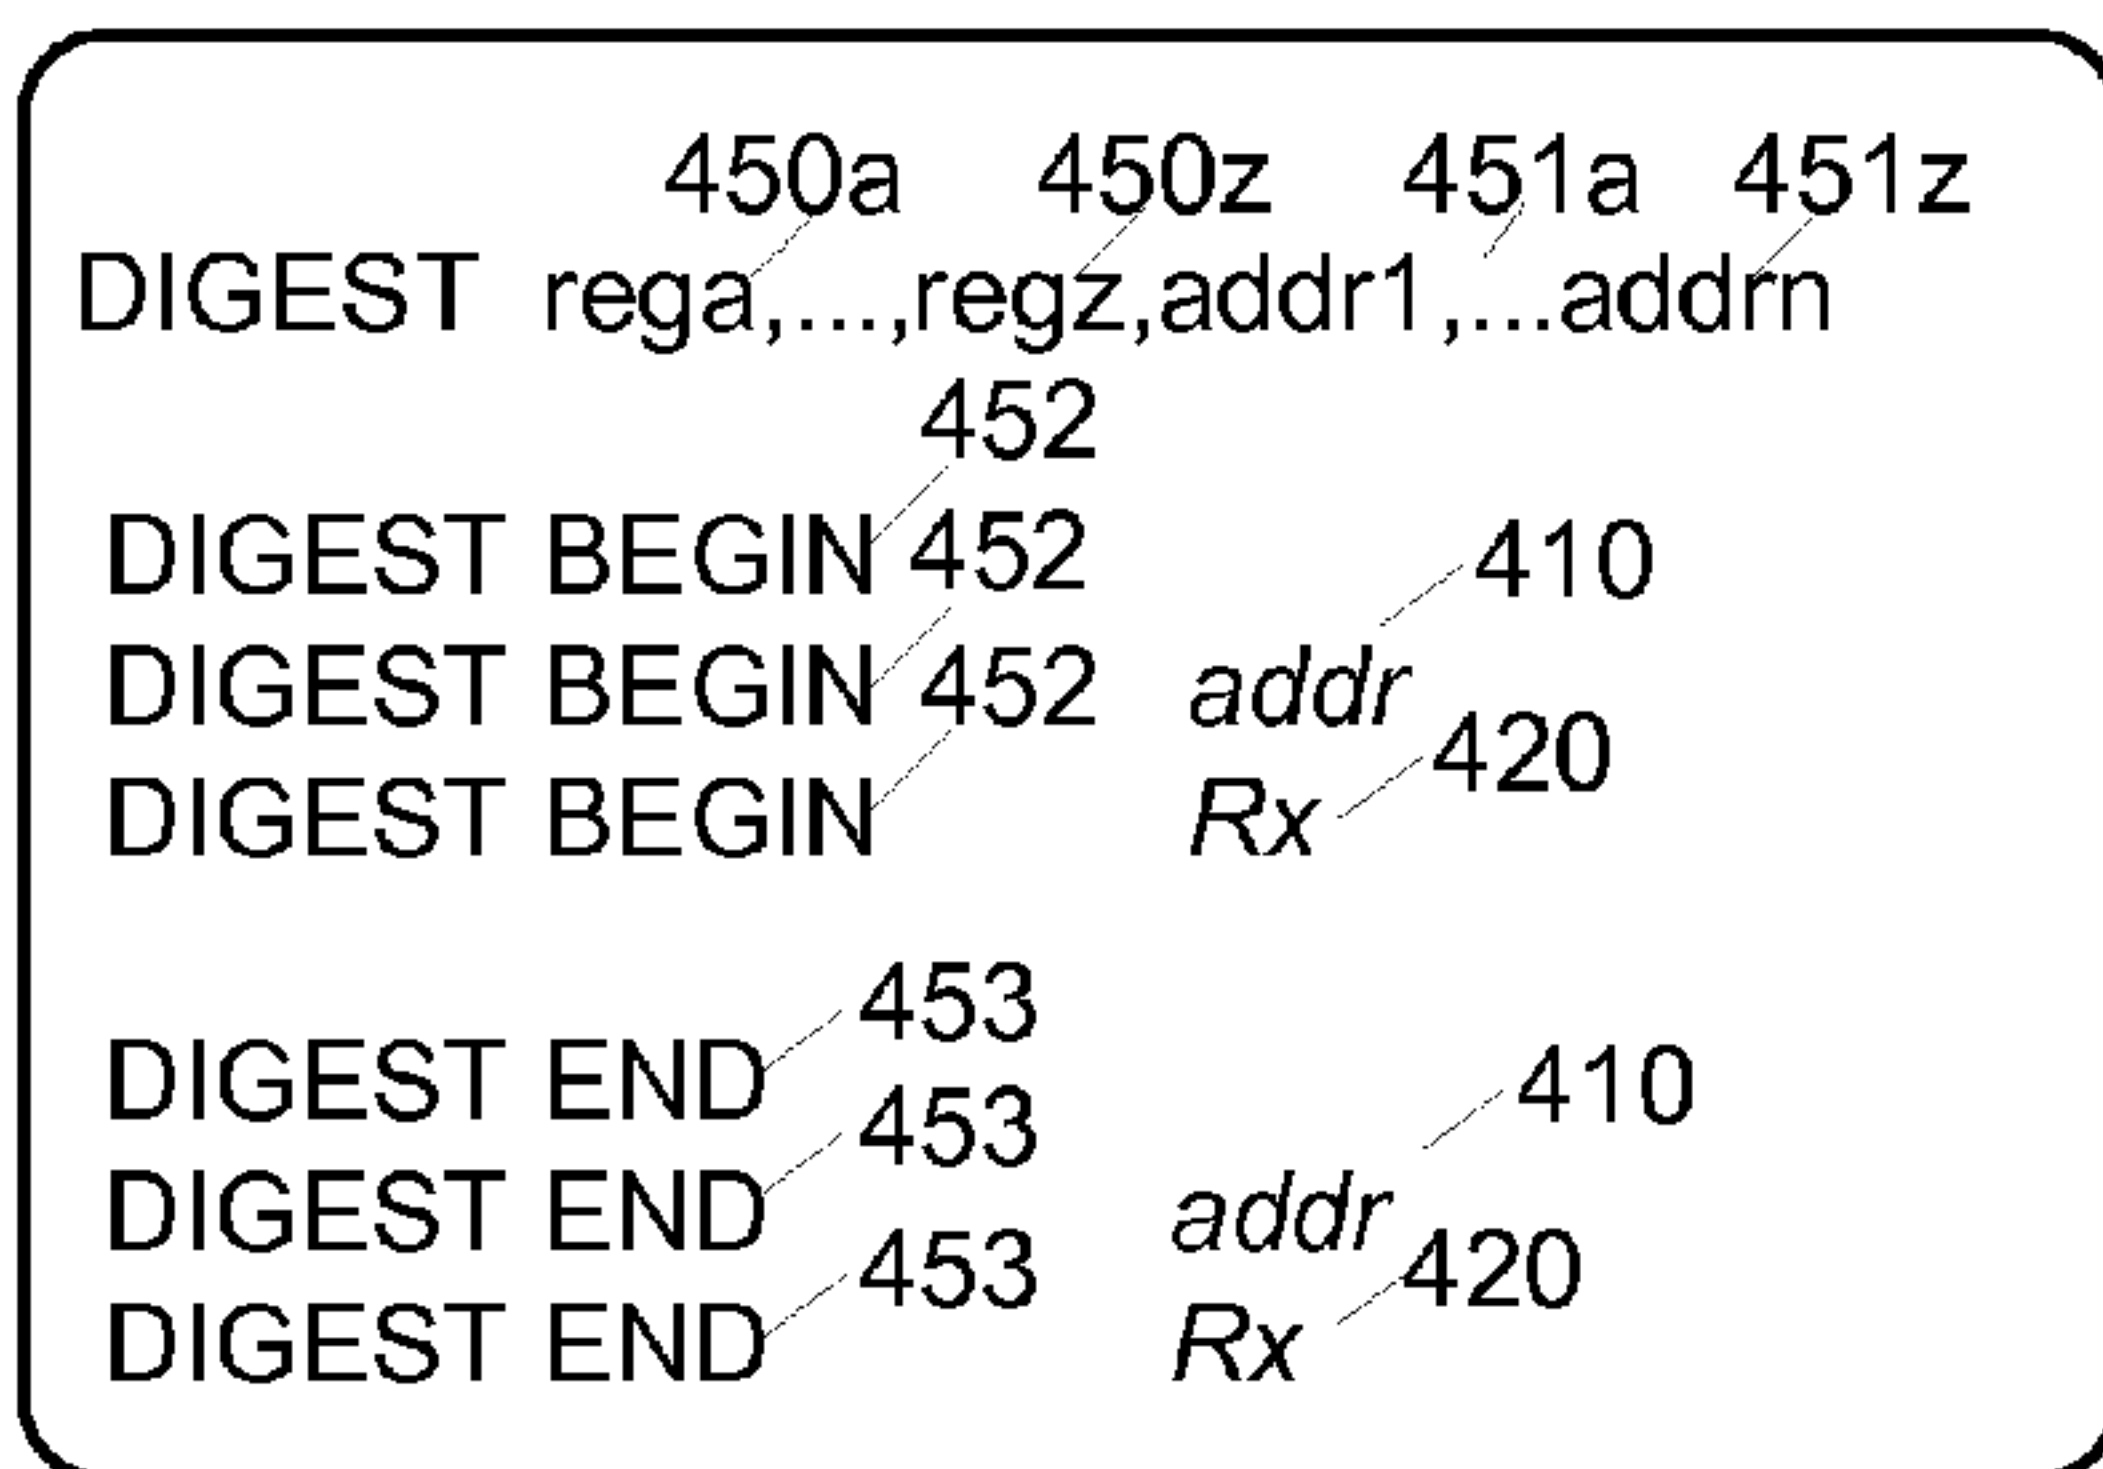 450a 450z 451a 451z
DIGEST rega,...,regz,addr1,...addrn
452
DIGEST BEGIN 452 410
DIGEST BEGIN 452 addr
420
DIGEST BEGIN Rx
453
DIGEST END 410
453
DIGEST END addr
453 420
DIGEST END Rx